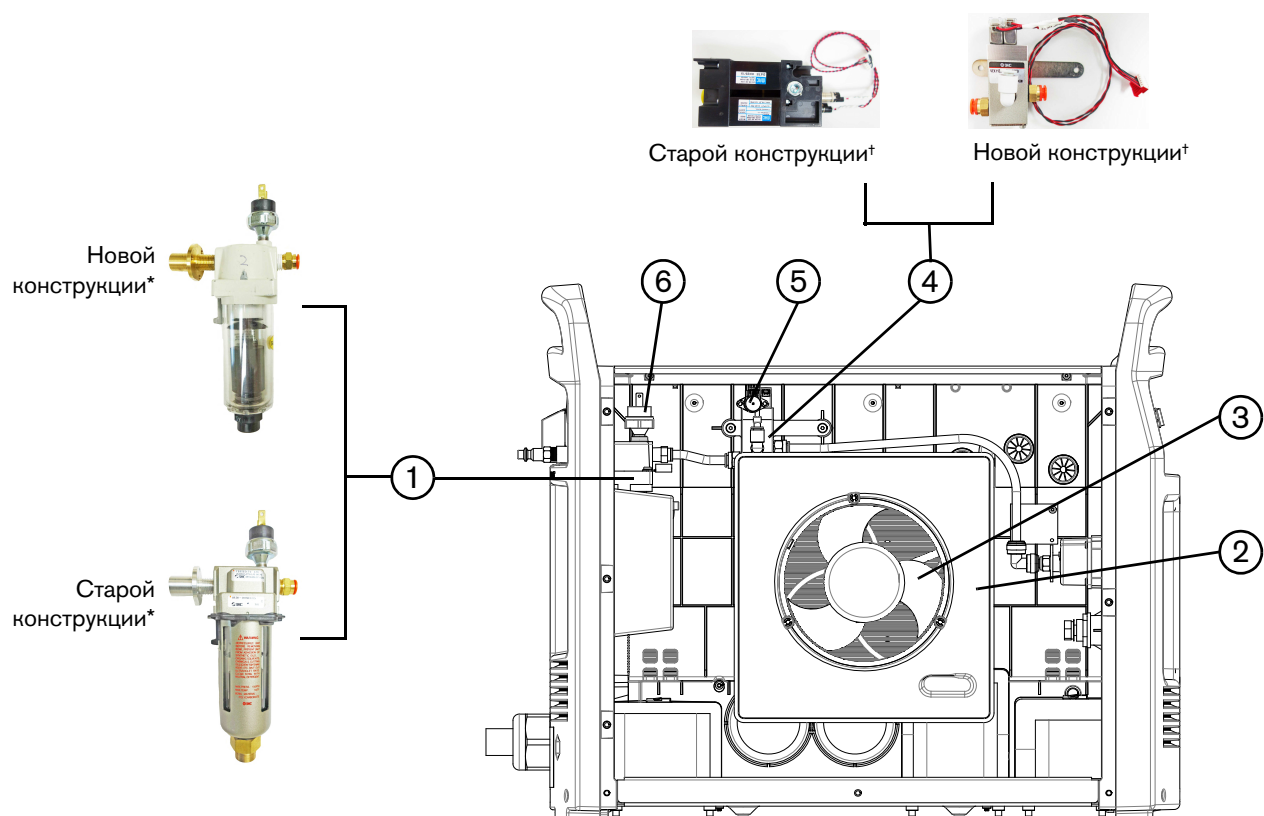 Старой конструкции†
Новой конструкции†
Новой
конструкции*
6
5
4
3
1
2
Старой
конструкции*